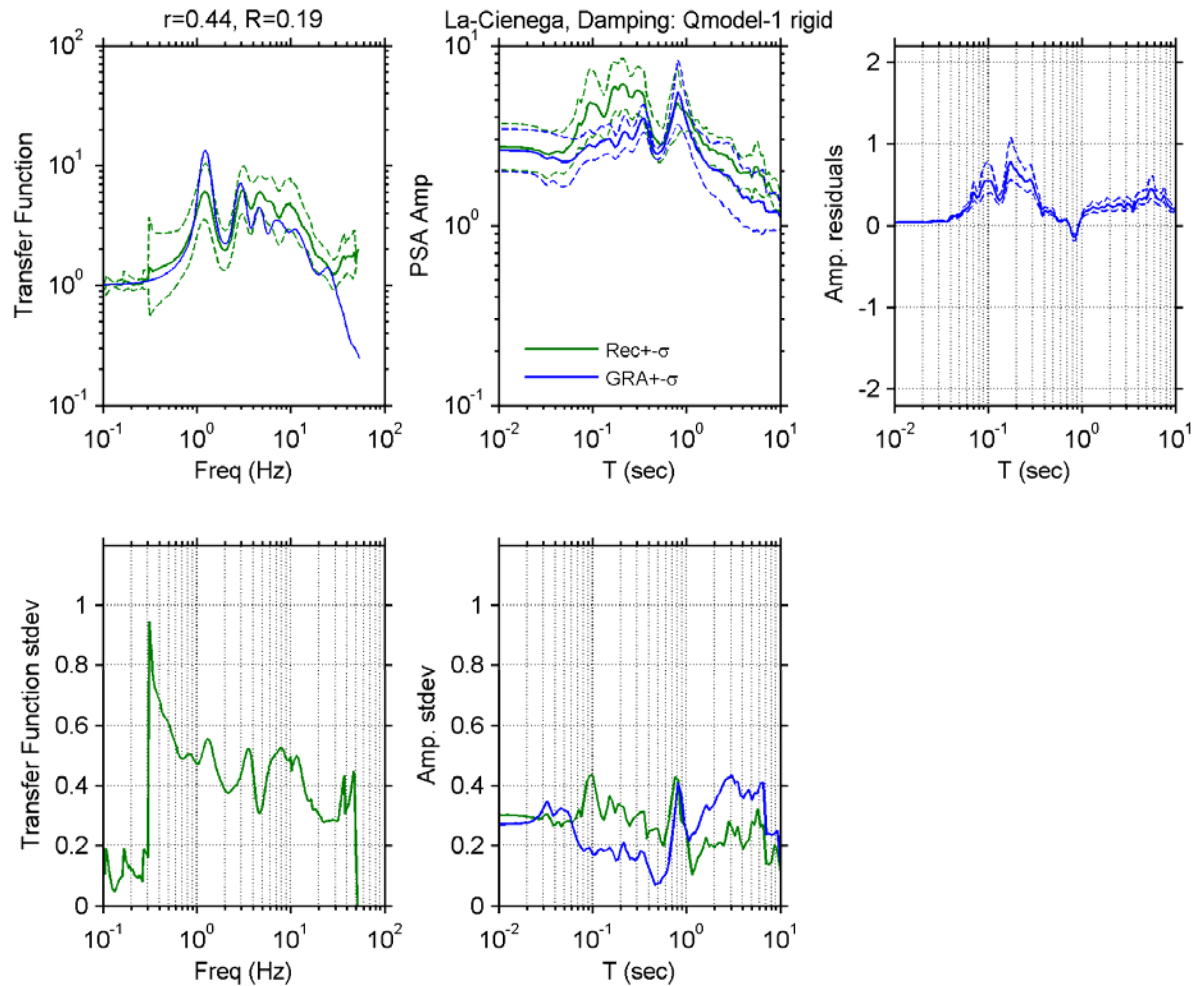 r=0.44, R=0.19
La-Cienega, Damping: Qmodel-1 rigid
10^2
10^1
10^0
10^-1
Transfer Function
10^-1 10^0 10^1 10^2
Freq (Hz)
10^1
10^0
10^-1
PSA Amp
Rec+-σ
GRA+-σ
10^-2 10^-1 10^0 10^1
T (sec)
2
1
0
-1
-2
Amp. residuals
10^-2 10^-1 10^0 10^1
T (sec)
1
0.8
0.6
0.4
0.2
0
Transfer Function stdev
10^-1 10^0 10^1 10^2
Freq (Hz)
1
0.8
0.6
0.4
0.2
0
Amp. stdev
10^-2 10^-1 10^0 10^1
T (sec)